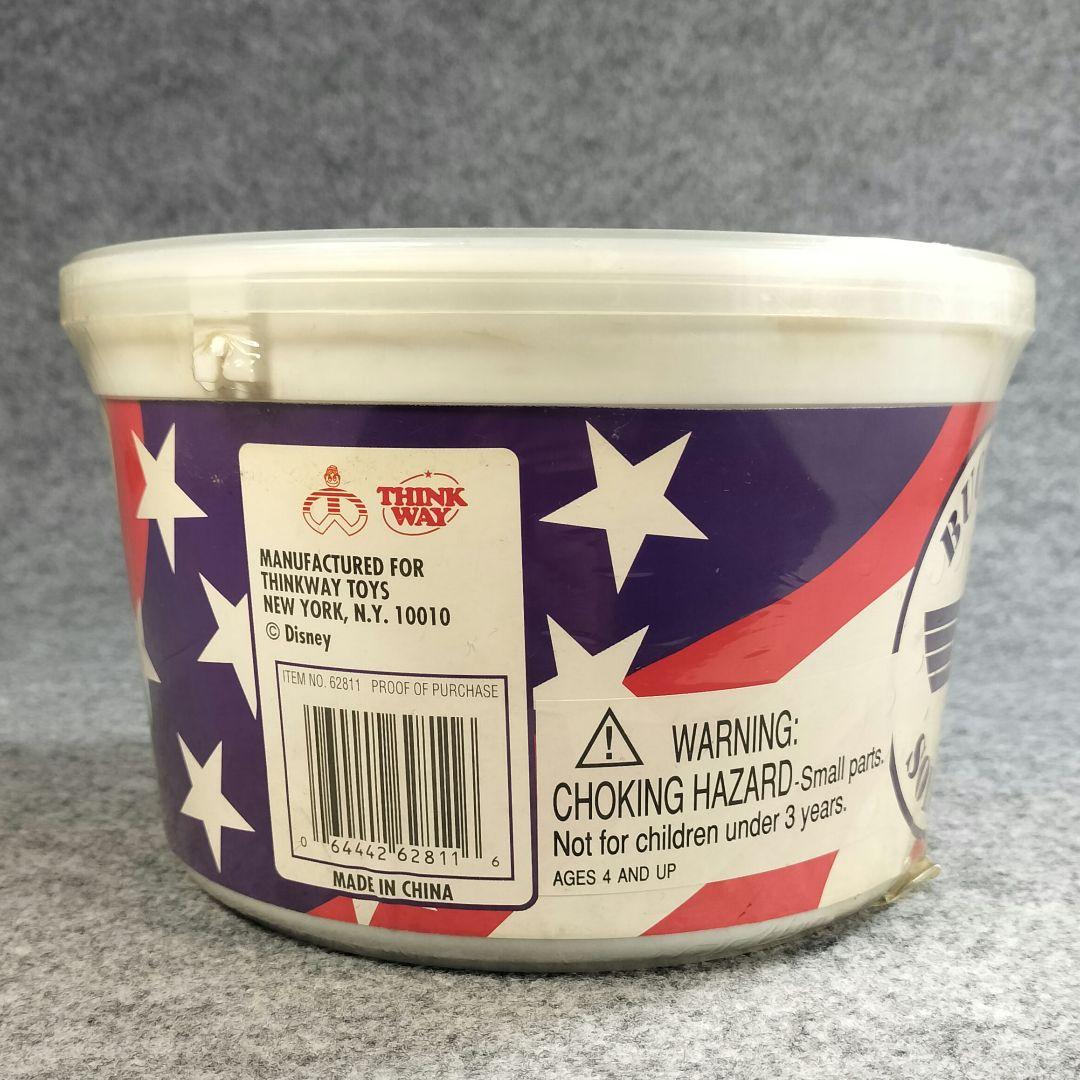 THINK
WAY
MANUFACTURED FOR
THINKWAY TOYS
NEW YORK, N.Y. 10010
© Disney
ITEM NO. 62811 PROOF OF PURCHASE
0 64442 62811 6
MADE IN CHINA
WARNING:
CHOKING HAZARD-Small parts.
Not for children under 3 years.
AGES 4 AND UP